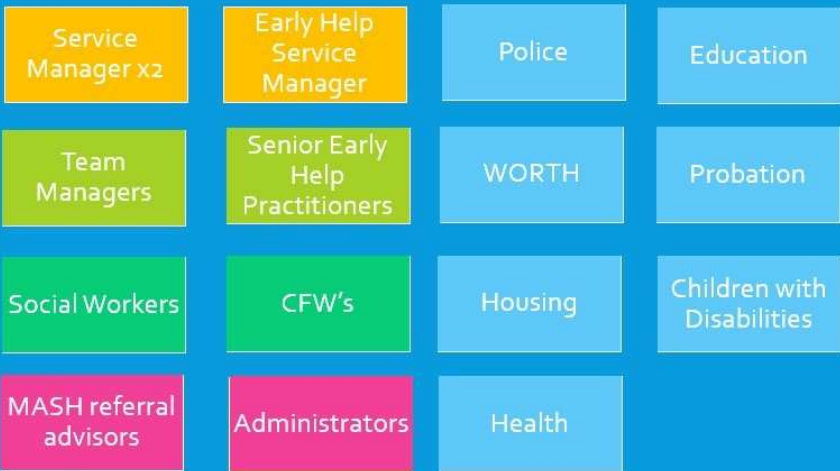 Service
Manager x2
Early Help
Service
Manager
Police
Education
Team
Managers
Senior Early
Help
Practitioners
WORTH
Probation
Social Workers
CFW's
Housing
Children with
Disabilities
MASH referral
advisors
Administrators
Health